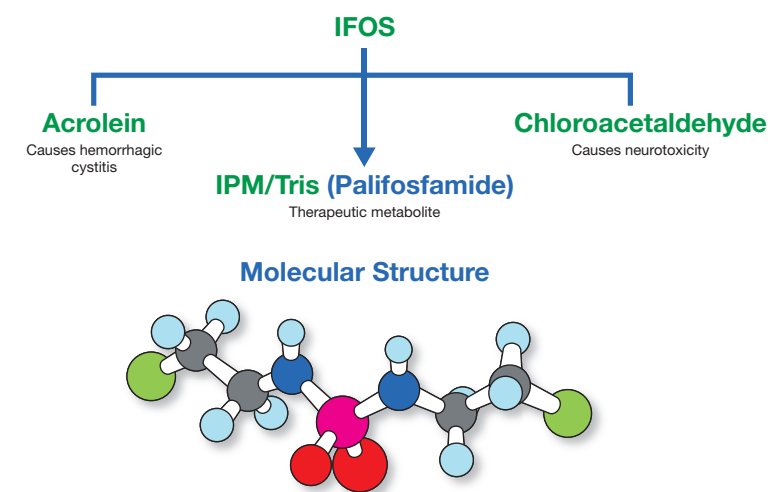 IFOS
Acrolein
Causes hemorrhagic
cystitis
Chloroacetaldehyde
Causes neurotoxicity
IPM/Tris (Palifosfamide)
Therapeutic metabolite
Molecular Structure